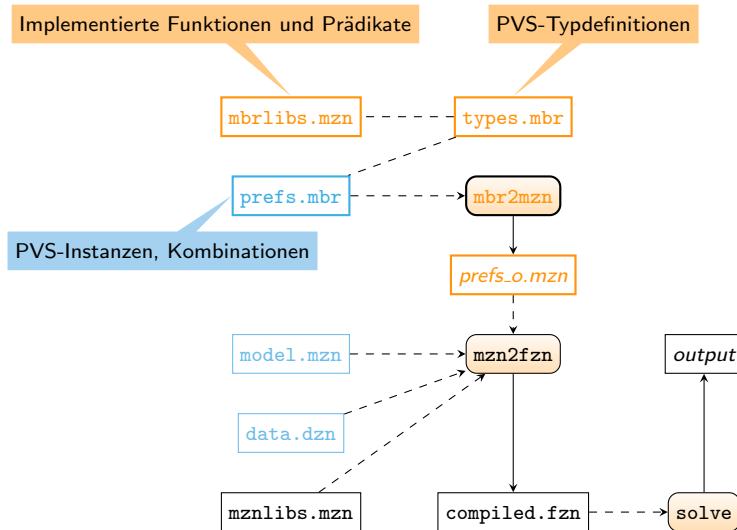 Implementierte Funktionen und Prädikate
PVS-Typdefinitionen
mbrlibs.mzn
types.mbr
prefs.mbr
mbr2mzn
PVS-Instanzen, Kombinationen
prefs_o.mzn
model.mzn
mzn2fzn
output
data.dzn
mznlibs.mzn
compiled.fzn
solve